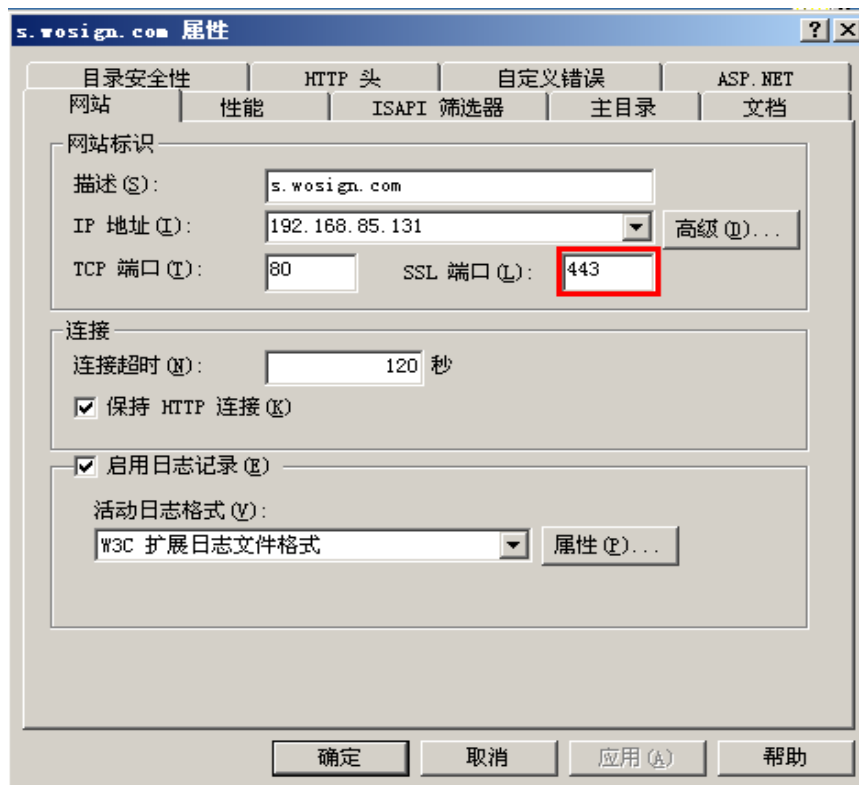 s.wosign.com 属性
目录安全性 HTTP 头 自定义错误 ASP.NET
网站 性能 ISAPI 筛选器 主目录 文档
网站标识
描述(S): s.wosign.com
IP 地址(I): 192.168.85.131 高级(D)...
TCP 端口(T): 80 SSL 端口(L): 443
连接
连接超时(N): 120 秒
保持 HTTP 连接(K)
启用日志记录(E)
活动日志格式(V):
W3C 扩展日志文件格式 属性(P)...
确定 取消 应用(A) 帮助